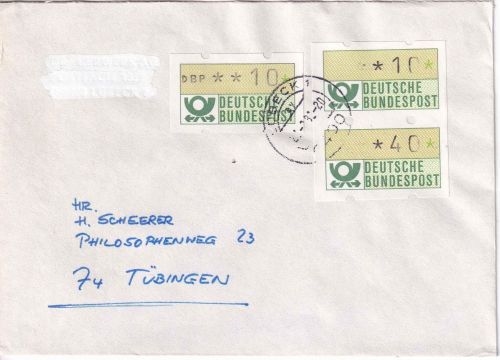 DBP **10*
DEUTSCHE
BUNDESPOST
*10*
DEUTSCHE
BUNDESPOST
*40*
DEUTSCHE
BUNDESPOST
HR.
H. SCHEERER
PHILOSOPHENWEG 23
74 TÜBINGEN